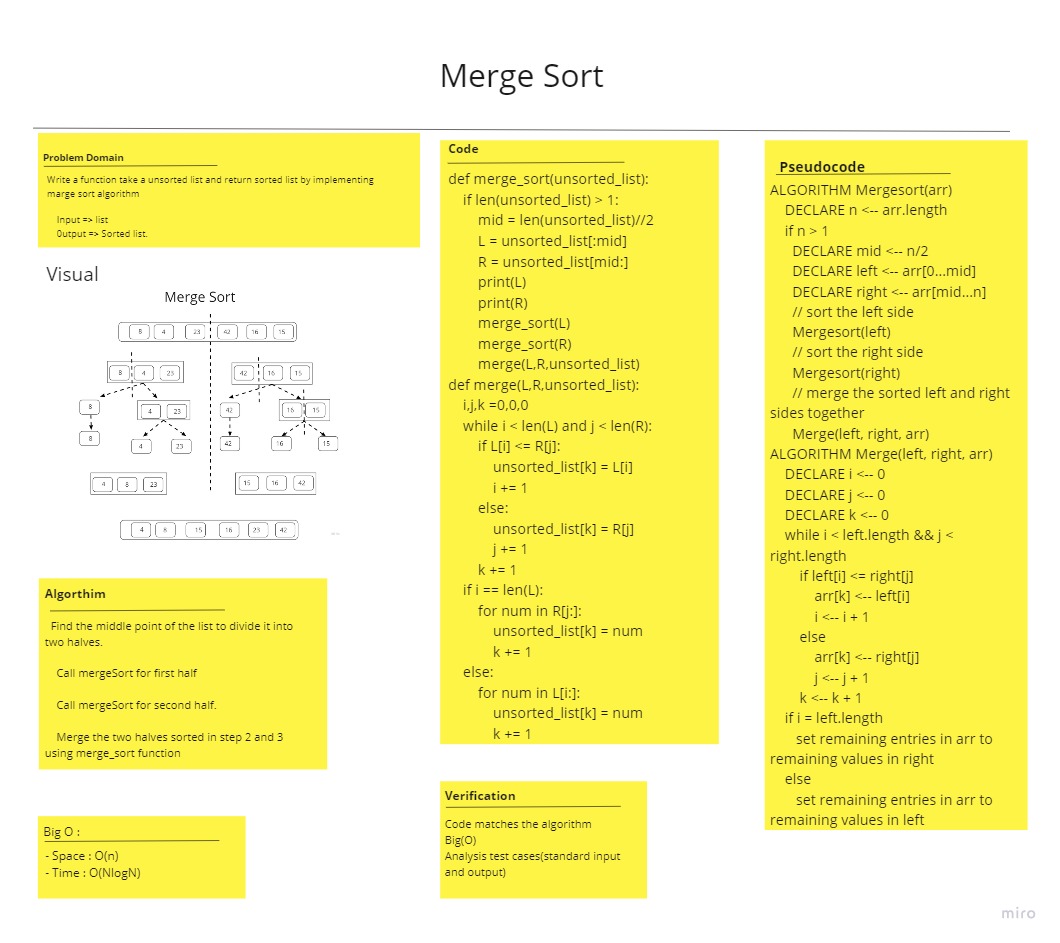 Merge Sort
Problem Domain
Write a function take a unsorted list and return sorted list by implementing
marge sort algorithm
Input => list
0utput => Sorted list.
Visual
Merge Sort
8 4 23 42 16 15
8 4 23 42 16 15
8 4 23 42 16 15
8 4 23 42 16 15
4 8 23 15 16 42
4 8 15 16 23 42
Algorthim
Find the middle point of the list to divide it into
two halves.
Call mergeSort for first half
Call mergeSort for second half.
Merge the two halves sorted in step 2 and 3
using merge_sort function
Big O :
- Space : O(n)
- Time : O(NlogN)
Code
def merge_sort(unsorted_list):
if len(unsorted_list) > 1:
mid = len(unsorted_list)//2
L = unsorted_list[:mid]
R = unsorted_list[mid:]
print(L)
print(R)
merge_sort(L)
merge_sort(R)
merge(L,R,unsorted_list)
def merge(L,R,unsorted_list):
i,j,k =0,0,0
while i < len(L) and j < len(R):
if L[i] <= R[j]:
unsorted_list[k] = L[i]
i += 1
else:
unsorted_list[k] = R[j]
j += 1
k += 1
if i == len(L):
for num in R[j:]:
unsorted_list[k] = num
k += 1
else:
for num in L[i:]:
unsorted_list[k] = num
k += 1
Verification
Code matches the algorithm
Big(O)
Analysis test cases(standard input
and output)
Pseudocode
ALGORITHM Mergesort(arr)
DECLARE n <-- arr.length
if n > 1
DECLARE mid <-- n/2
DECLARE left <-- arr[0...mid]
DECLARE right <-- arr[mid...n]
// sort the left side
Mergesort(left)
// sort the right side
Mergesort(right)
// merge the sorted left and right
sides together
Merge(left, right, arr)
ALGORITHM Merge(left, right, arr)
DECLARE i <-- 0
DECLARE j <-- 0
DECLARE k <-- 0
while i < left.length && j <
right.length
if left[i] <= right[j]
arr[k] <-- left[i]
i <-- i + 1
else
arr[k] <-- right[j]
j <-- j + 1
k <-- k + 1
if i = left.length
set remaining entries in arr to
remaining values in right
else
set remaining entries in arr to
remaining values in left
miro